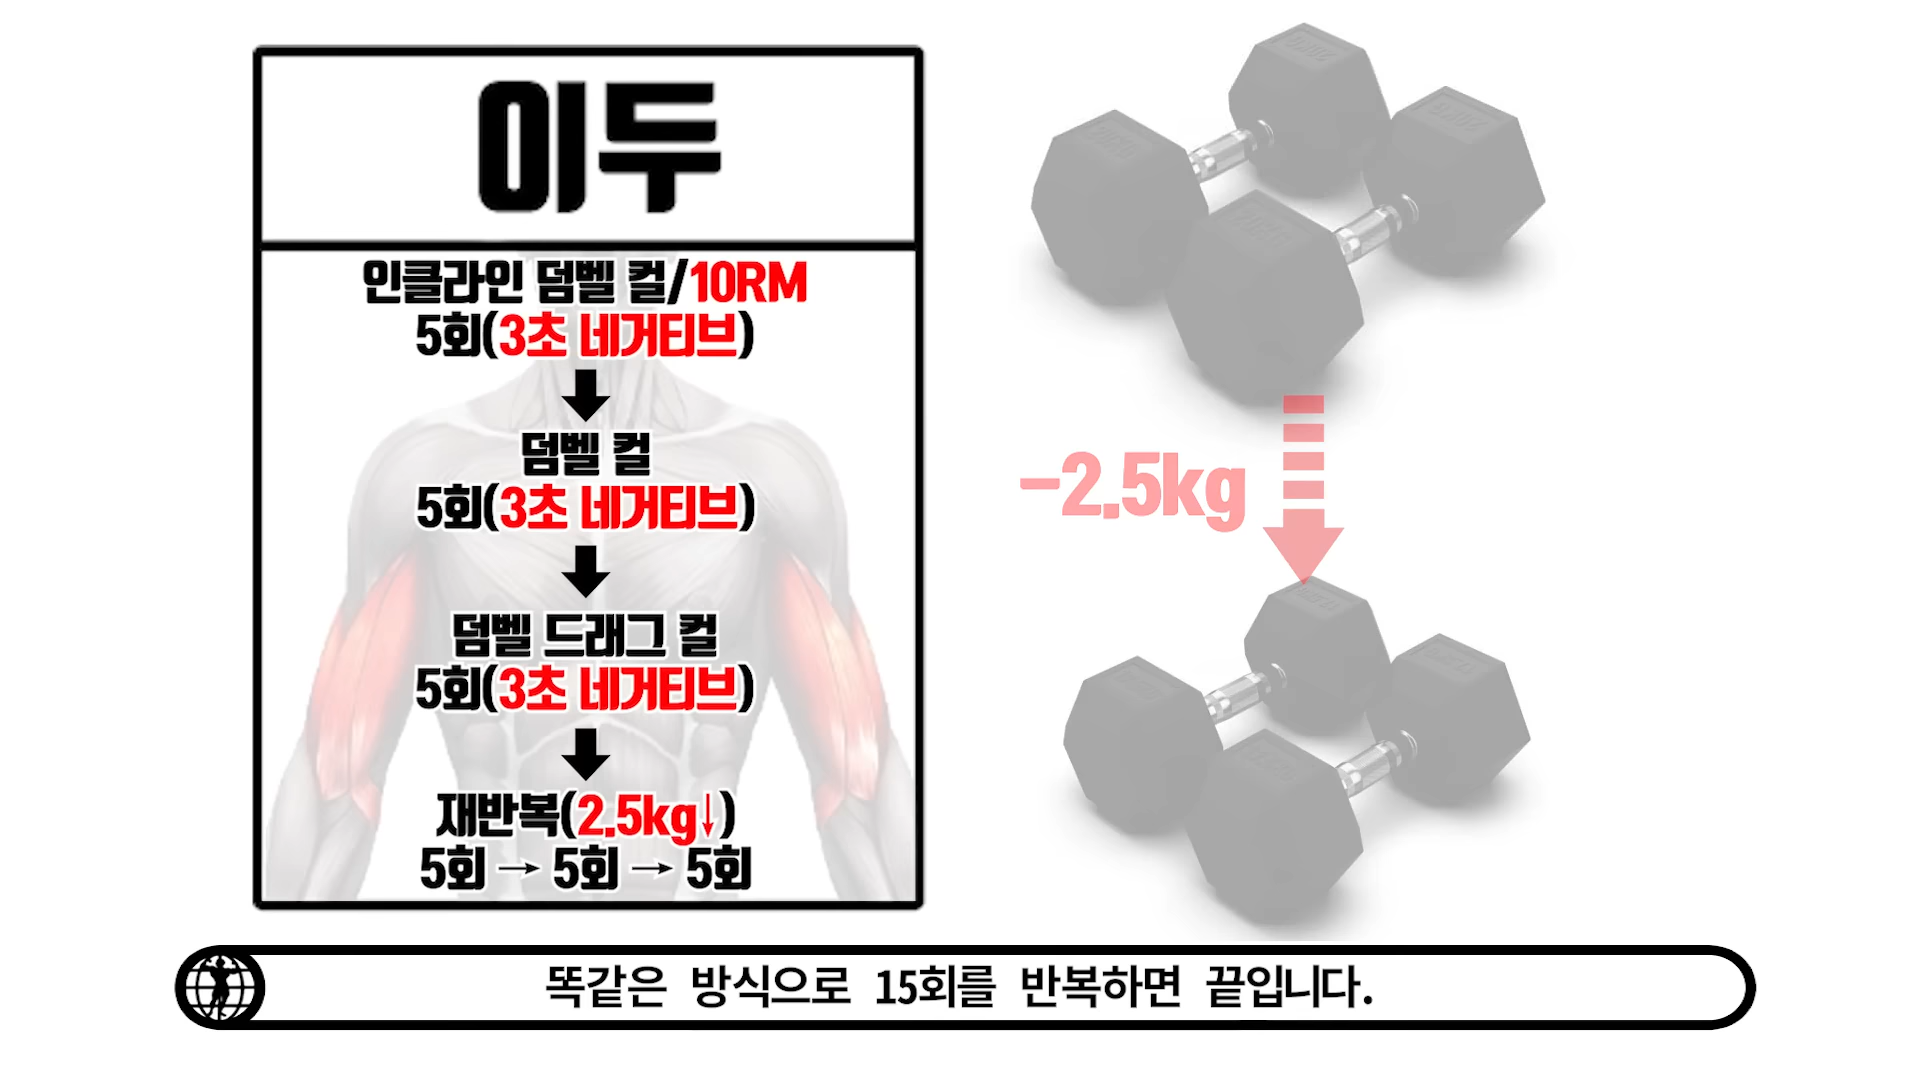 이두
인클라인 덤벨 컬/10RM
5회(3초 네거티브)
덤벨 컬
5회(3초 네거티브)
덤벨 드래그 컬
5회(3초 네거티브)
재반복(2.5kg↓)
5회 → 5회 → 5회
-2.5kg
똑같은 방식으로 15회를 반복하면 끝입니다.